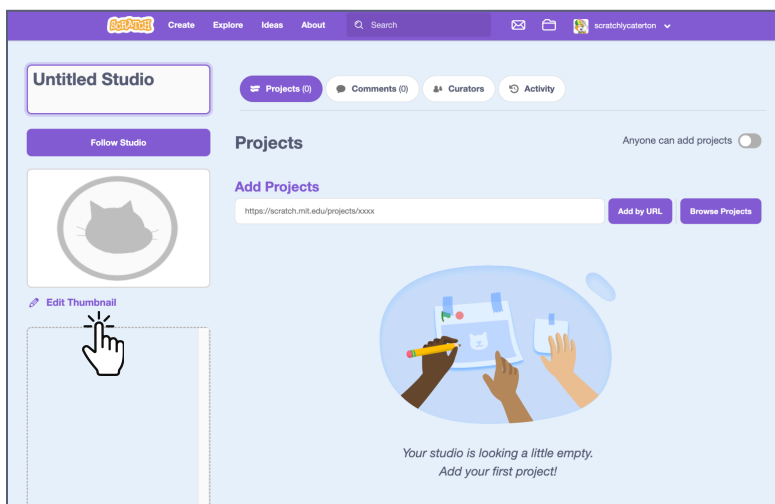 SCRATCH Create Explore Ideas About Search scratchlycaterton
Untitled Studio
Projects (0) Comments (0) Curators Activity
Follow Studio
Projects
Anyone can add projects
Add Projects
https://scratch.mit.edu/projects/xxxx
Add by URL Browse Projects
Edit Thumbnail
Your studio is looking a little empty.
Add your first project!